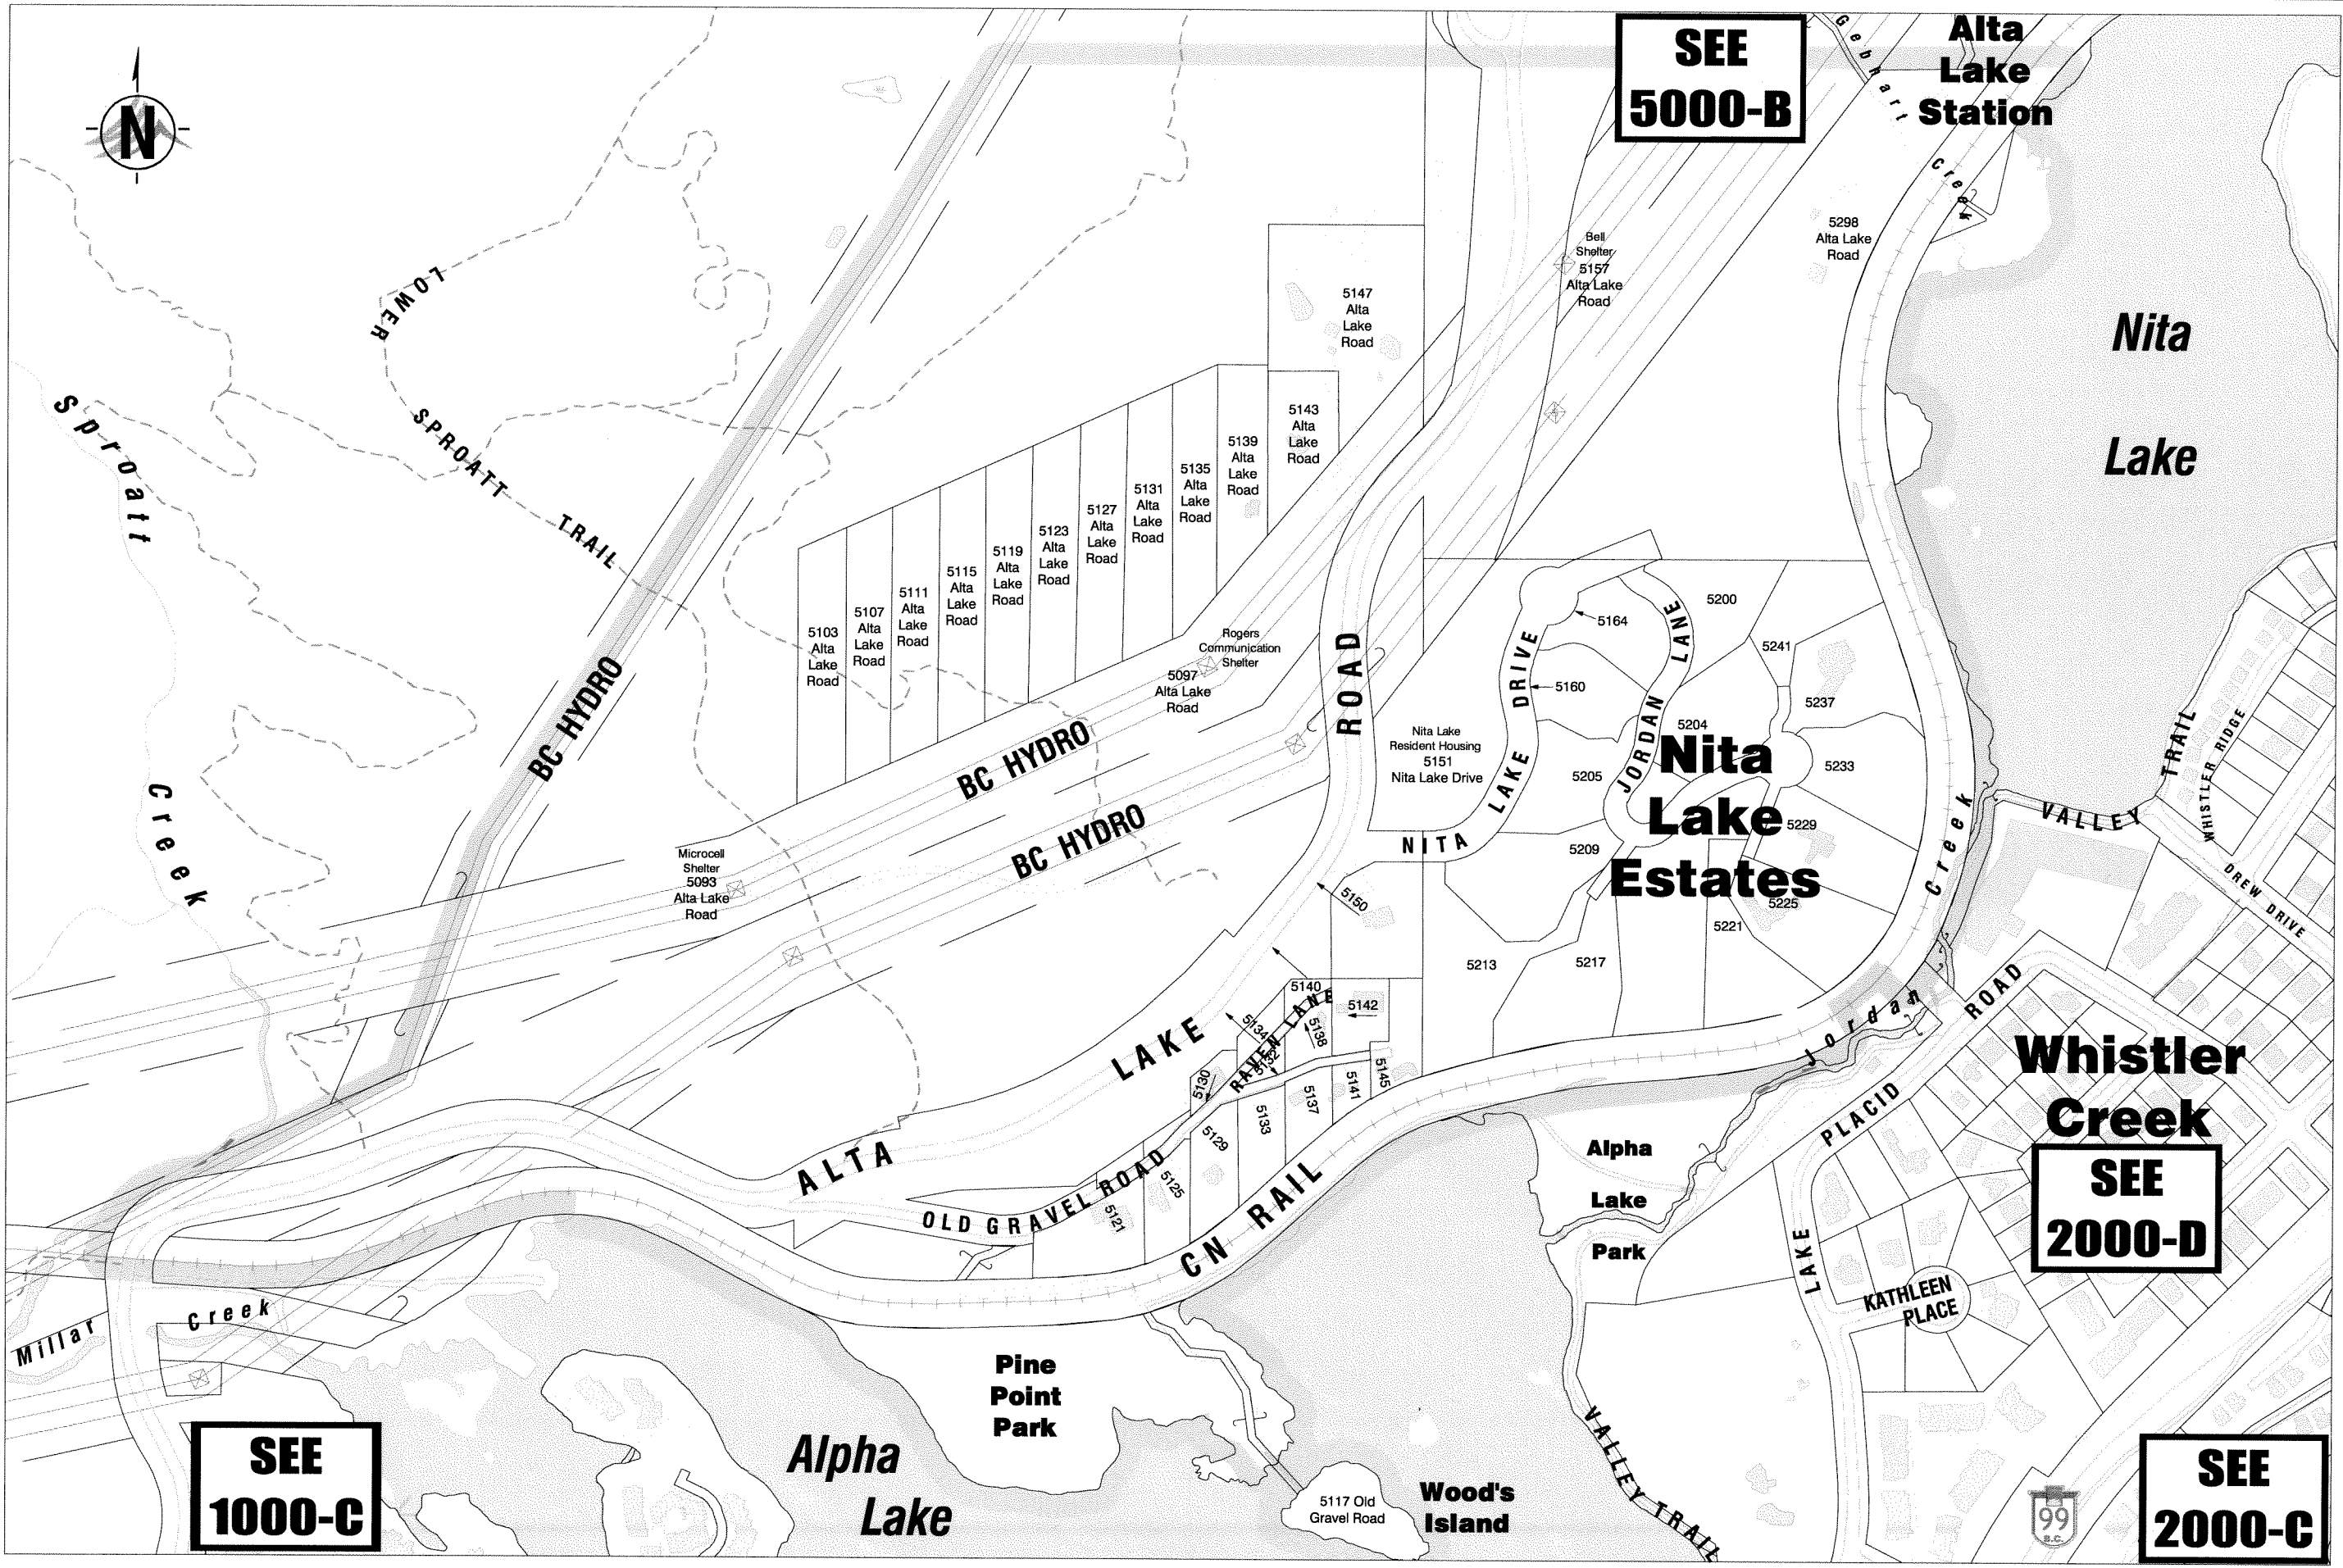 N
SEE
5000-B
Alta
Lake
Station
Gebhart
Creek
5298
Alta Lake
Road
Bell
Shelter
5157
Alta Lake
Road
Nita
Lake
LOWER
SPROATT
TRAIL
Sproatt
Creek
5147
Alta
Lake
Road
5143
Alta
Lake
Road
5139
Alta
Lake
Road
5135
Alta
Lake
Road
5131
Alta
Lake
Road
5127
Alta
Lake
Road
5123
Alta
Lake
Road
5119
Alta
Lake
Road
5115
Alta
Lake
Road
5111
Alta
Lake
Road
5107
Alta
Lake
Road
5103
Alta
Lake
Road
Rogers
Communication
Shelter
5097
Alta Lake
Road
BC HYDRO
BC HYDRO
BC HYDRO
Microcell
Shelter
5093
Alta Lake
Road
ALTA LAKE ROAD
Nita Lake
Resident Housing
5151
Nita Lake Drive
NITA LAKE DRIVE
JORDAN LANE
5164
5160
5200
5241
5237
5204
5205
5233
5229
5209
5225
5221
5217
5213
Nita
Lake
Estates
5150
5140
5142
5134
5138
5132
5130
RAVEN LANE
5145
5141
5137
5133
5129
5125
5121
OLD GRAVEL ROAD
CN RAIL
Jordan Creek
VALLEY TRAIL
WHISTLER RIDGE
DREW DRIVE
LAKE PLACID ROAD
Whistler
Creek
SEE
2000-D
KATHLEEN
PLACE
Alpha
Lake
Park
Millar Creek
SEE
1000-C
Alpha
Lake
Pine
Point
Park
5117 Old
Gravel Road
Wood's
Island
VALLEY TRAIL
99
B.C.
SEE
2000-C